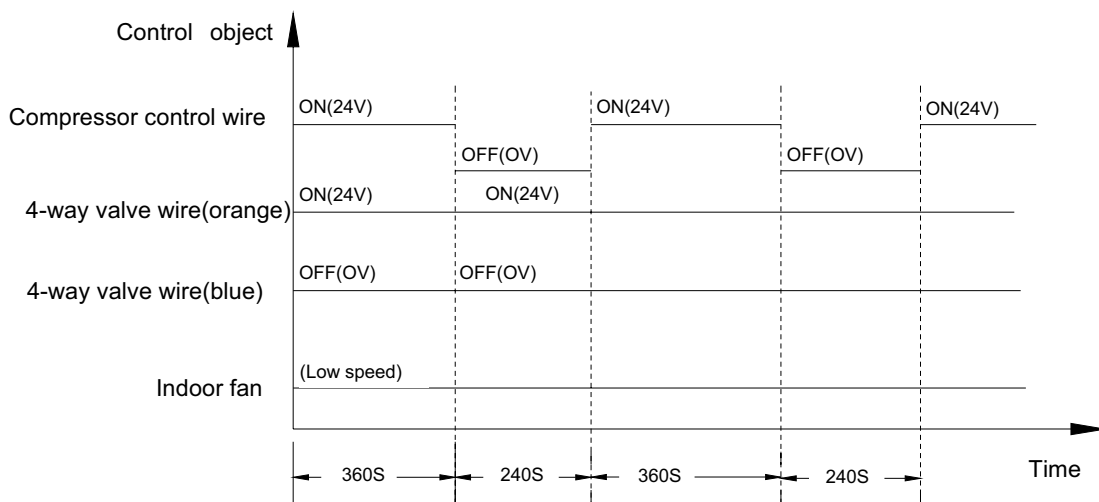 Control object
Compressor control wire
ON(24V)
ON(24V)
ON(24V)
OFF(OV)
OFF(OV)
4-way valve wire(orange)
ON(24V)
ON(24V)
4-way valve wire(blue)
OFF(OV)
OFF(OV)
Indoor fan
(Low speed)
360S
240S
360S
240S
Time